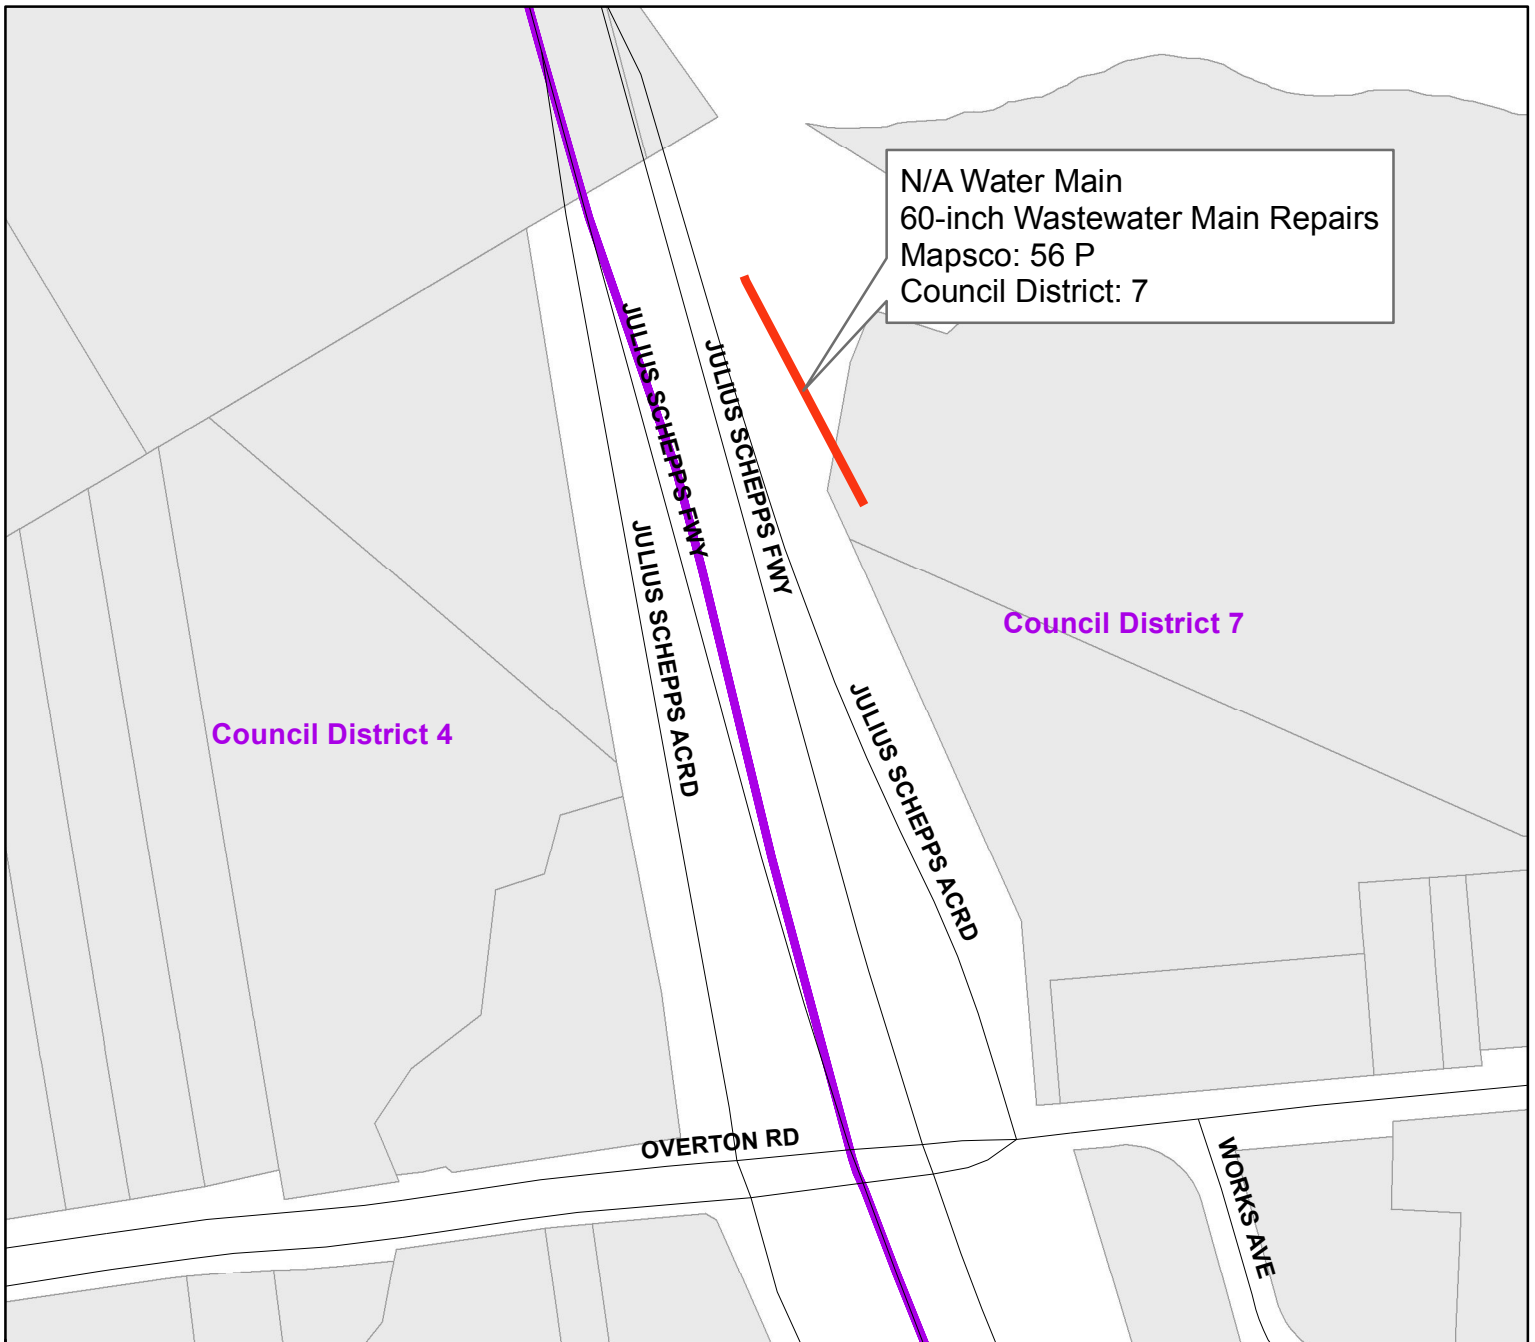 N/A Water Main
60-inch Wastewater Main Repairs
Mapsco: 56 P
Council District: 7
JULIUS SCHEPPS FWY
JULIUS SCHEPPS FWY
JULIUS SCHEPPS ACRD
Council District 7
JULIUS SCHEPPS ACRD
Council District 4
OVERTON RD
WORKS AVE